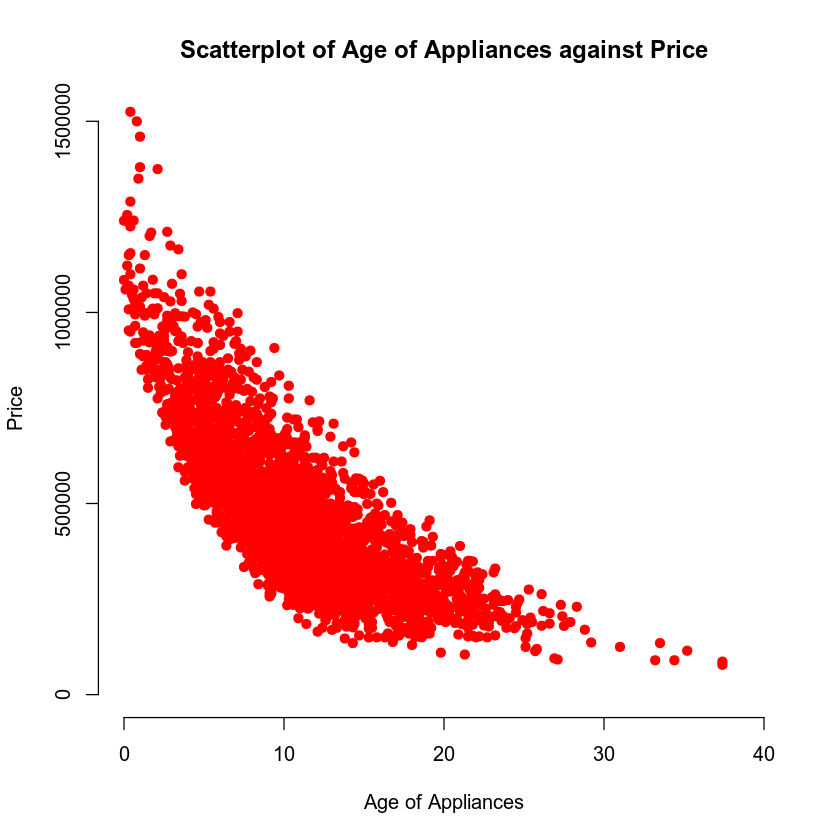 Scatterplot of Age of Appliances against Price
1500000
1000000
500000
0
Price
0 10 20 30 40
Age of Appliances